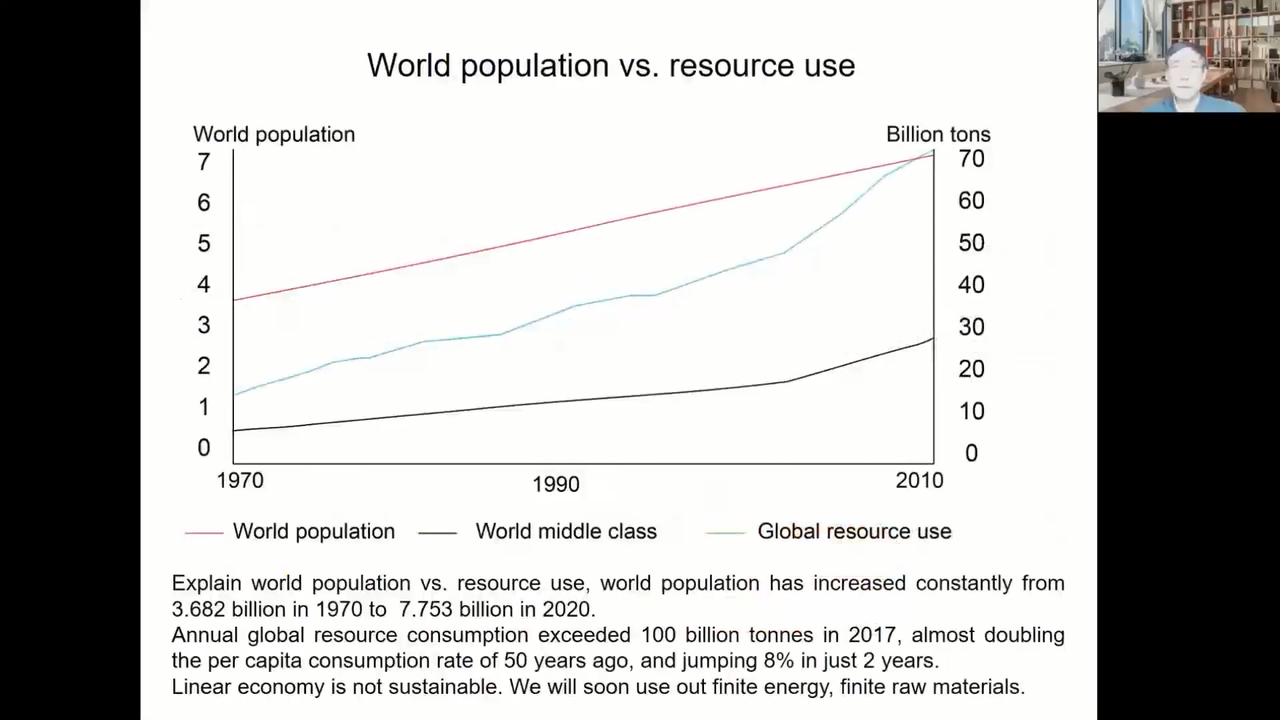 World population vs. resource use
World population
Billion tons
7
6
5
4
3
2
1
0
70
60
50
40
30
20
10
0
1970
1990
2010
World population
World middle class
Global resource use
Explain world population vs. resource use, world population has increased constantly from
3.682 billion in 1970 to 7.753 billion in 2020.
Annual global resource consumption exceeded 100 billion tonnes in 2017, almost doubling
the per capita consumption rate of 50 years ago, and jumping 8% in just 2 years.
Linear economy is not sustainable. We will soon use out finite energy, finite raw materials.